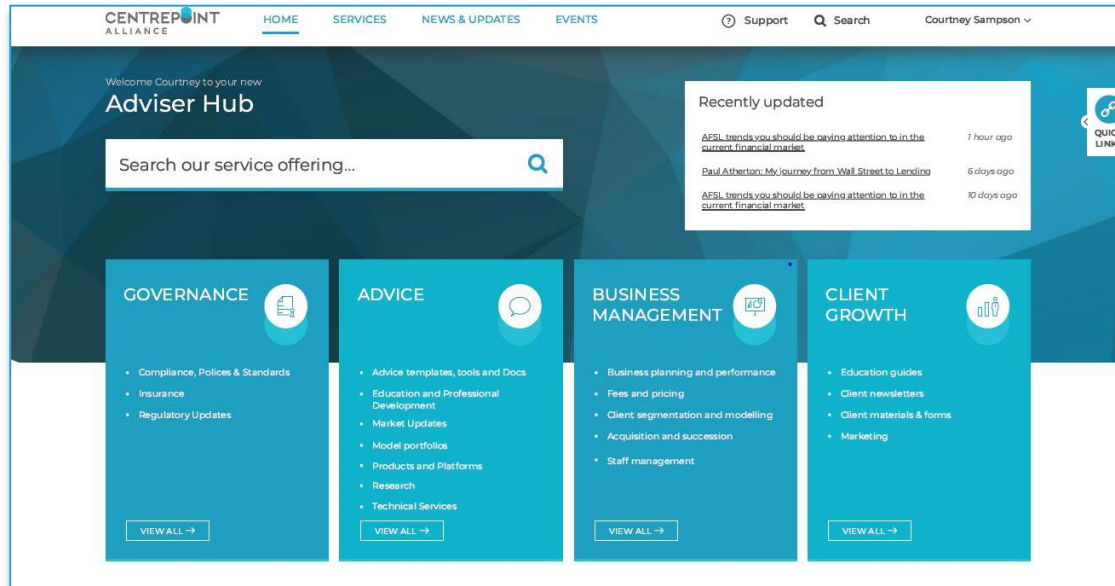 CENTREPOINT
ALLIANCE
HOME
SERVICES
NEWS & UPDATES
EVENTS
Support
Search
Courtney Sampson
Welcome Courtney to your new
Adviser Hub
Search our service offering...
Recently updated
AFSL trends you should be paying attention to in the
current financial market
1 hour ago
Paul Atherton: My journey from Wall Street to Lending
6 days ago
AFSL trends you should be paying attention to in the
current financial market
10 days ago
GOVERNANCE
• Compliance, Polices & Standards
• Insurance
• Regulatory Updates
VIEW ALL →
ADVICE
• Advice templates, tools and Docs
• Education and Professional
Development
• Market Updates
• Model portfolios
• Products and Platforms
• Research
• Technical Services
VIEW ALL →
BUSINESS
MANAGEMENT
• Business planning and performance
• Fees and pricing
• Client segmentation and modelling
• Acquisition and succession
• Staff management
VIEW ALL →
CLIENT
GROWTH
• Education guides
• Client newsletters
• Client materials & forms
• Marketing
VIEW ALL →